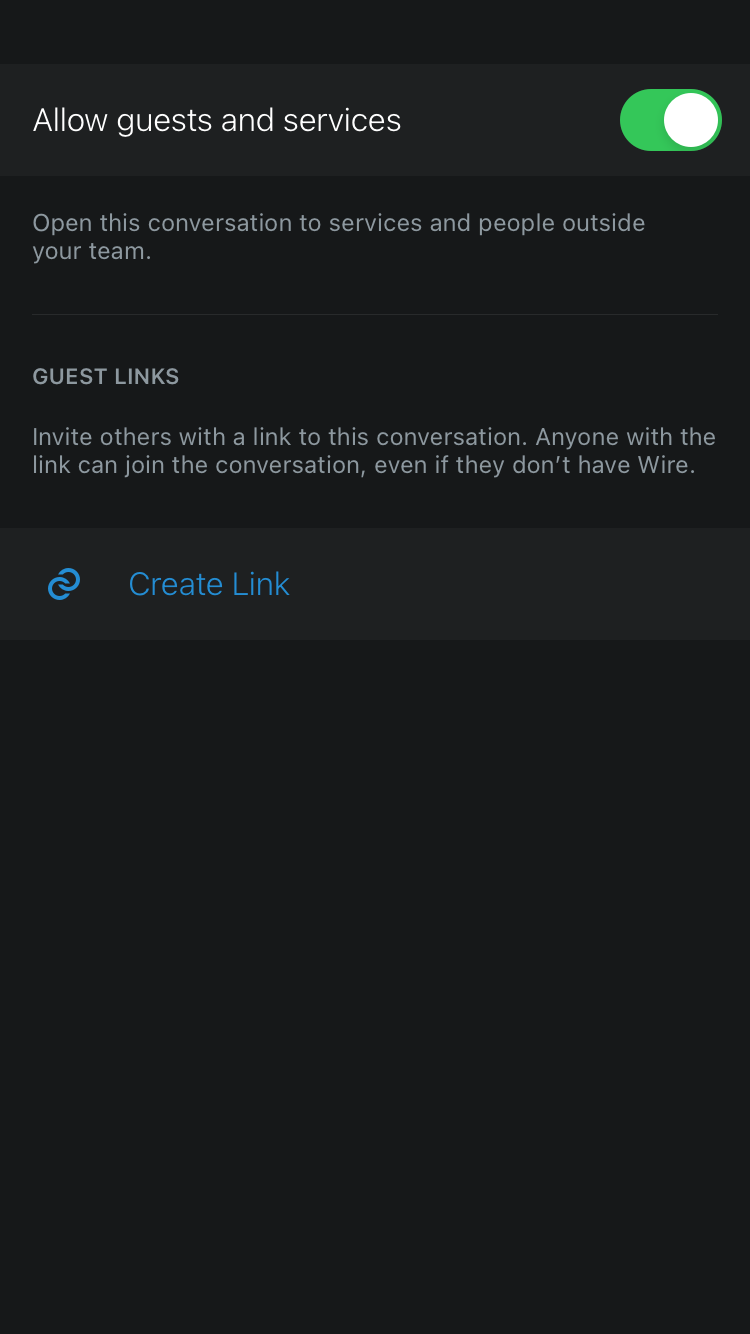 Allow guests and services
Open this conversation to services and people outside
your team.
GUEST LINKS
Invite others with a link to this conversation. Anyone with the
link can join the conversation, even if they don’t have Wire.
Create Link